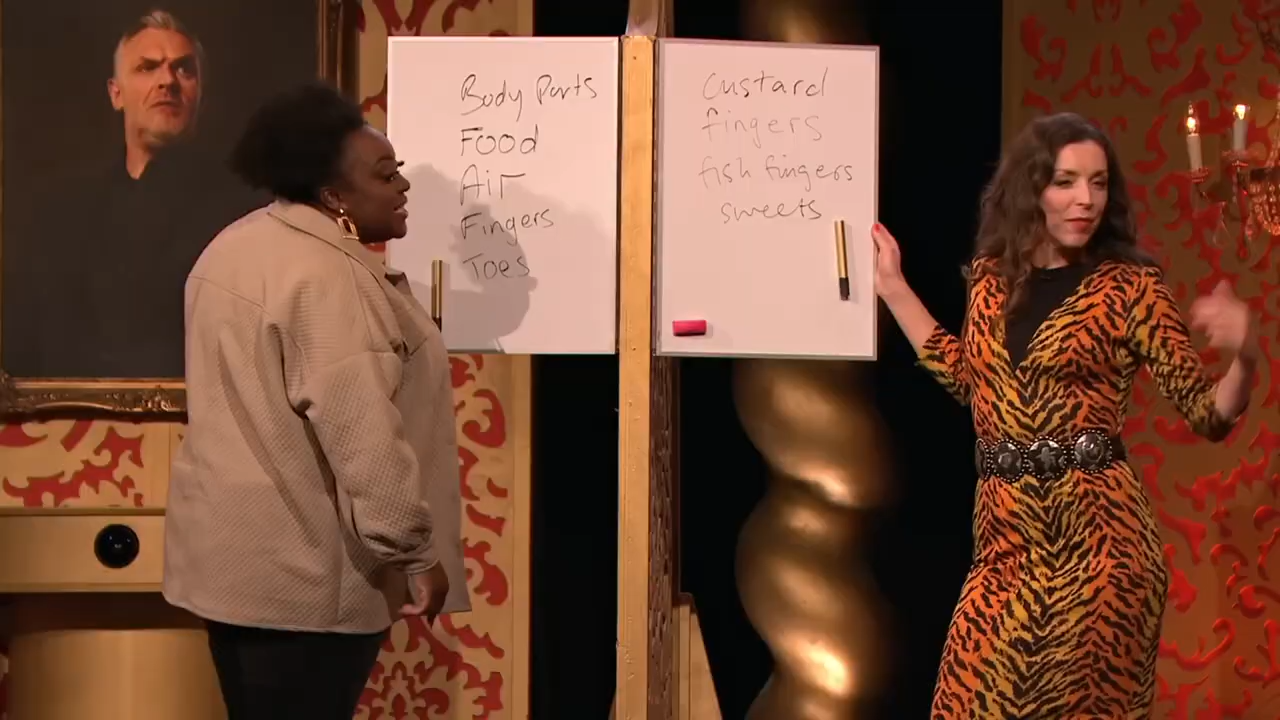 Body Parts
Food
Air
Fingers
Toes
custard
fingers
fish fingers
sweets